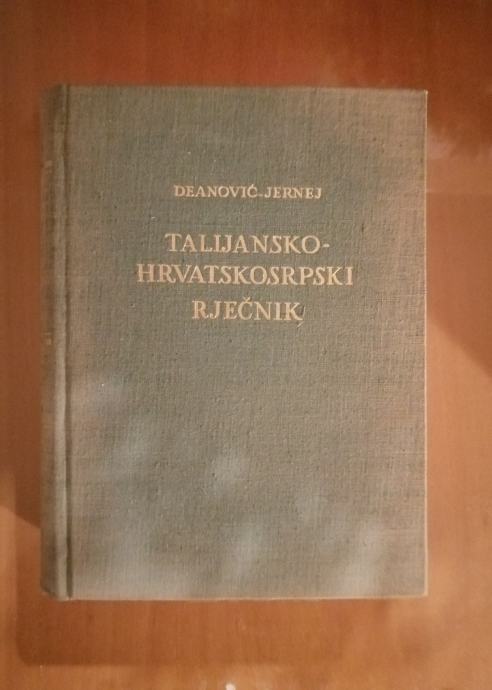 DEANOVIĆ-JERNEJ
TALIJANSKO-
HRVATSKOSRPSKI
RJEČNIK